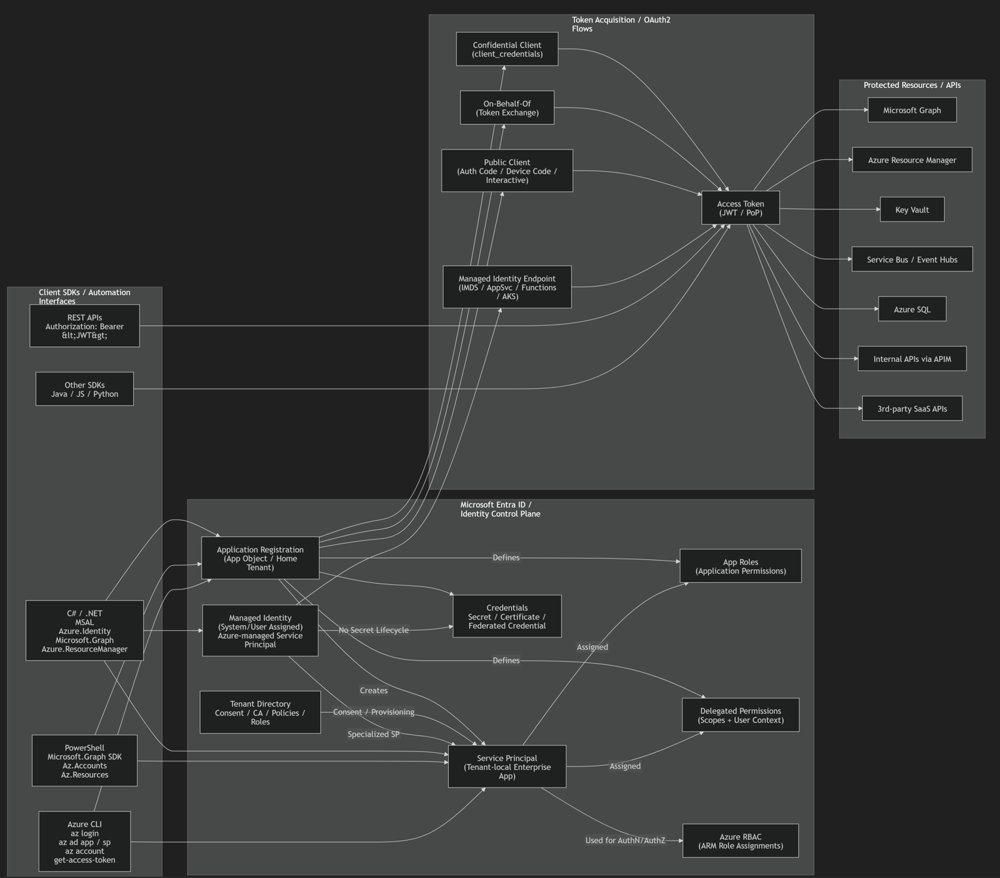 Token Acquisition / OAuth2
Flows
Confidential Client
(client_credentials)
On-Behalf-Of
(Token Exchange)
Public Client
(Auth Code / Device Code /
Interactive)
Managed Identity Endpoint
(IMDS / AppSvc / Functions
/ AKS)
Access Token
(JWT / PoP)
Protected Resources / APIs
Microsoft Graph
Azure Resource Manager
Key Vault
Service Bus / Event Hubs
Azure SQL
Internal APIs via APIM
3rd-party SaaS APIs
Client SDKs / Automation
Interfaces
REST APIs
Authorization: Bearer
&lt;JWT&gt;
Other SDKs
Java / JS / Python
C# / .NET
MSAL
Azure.Identity
Microsoft.Graph
Azure.ResourceManager
PowerShell
Microsoft.Graph SDK
Az.Accounts
Az.Resources
Azure CLI
az login
az ad app / sp
az account
get-access-token
Microsoft Entra ID /
Identity Control Plane
Application Registration
(App Object / Home
Tenant)
Managed Identity
(System/User Assigned)
Azure-managed Service
Principal
Tenant Directory
Consent / CA / Policies /
Roles
Defines
No Secret Lifecycle
Defines
Creates
Consent / Provisioning
Specialized SP
Credentials
Secret / Certificate /
Federated Credential
Service Principal
(Tenant-local Enterprise
App)
Assigned
Assigned
Used for AuthN/AuthZ
App Roles
(Application Permissions)
Delegated Permissions
(Scopes + User Context)
Azure RBAC
(ARM Role Assignments)